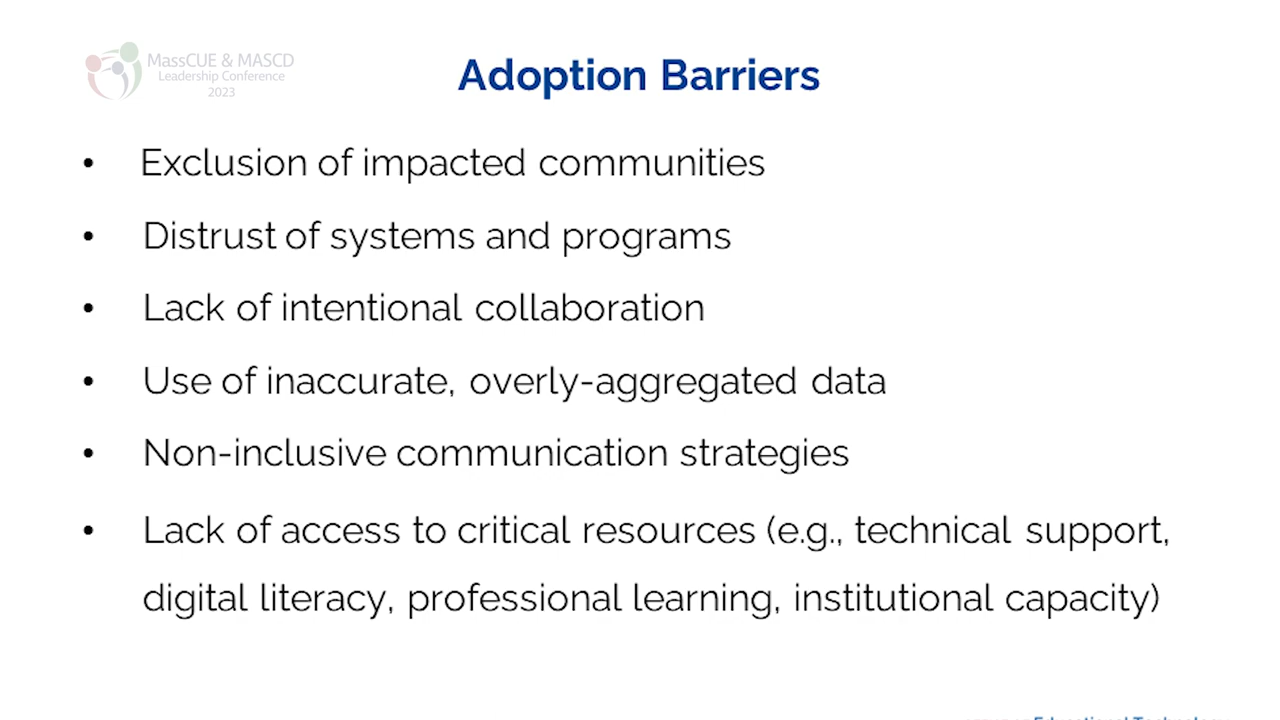 MassCUE & MASCD
Leadership Conference
2023
Adoption Barriers
• Exclusion of impacted communities
• Distrust of systems and programs
• Lack of intentional collaboration
• Use of inaccurate, overly-aggregated data
• Non-inclusive communication strategies
• Lack of access to critical resources (e.g., technical support,
digital literacy, professional learning, institutional capacity)
Educational Technology